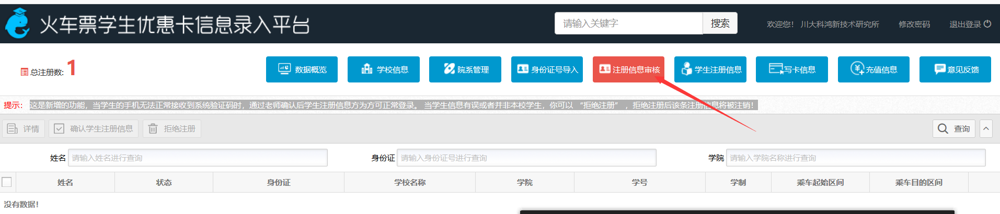 火车票学生优惠卡信息录入平台
请输入关键字 搜索 欢迎您！ 川大科鸿新技术研究所 修改密码 退出登录
总注册数: 1 数据概览 学校信息 院系管理 身份证号导入 注册信息审核 学生注册信息 写卡信息 充值信息 意见反馈
提示： 这是新增的功能，当学生的手机无法正常接收到系统验证码时，通过老师确认后学生注册信息方为方可正常登录。 当学生信息有误或者并非本校学生，你可以 “拒绝注册” ，拒绝注册后该条注册信息将被注销！
详情 确认学生注册信息 拒绝注册 查询
姓名 请输入姓名进行查询 身份证 请输入身份证号进行查询 学院 请输入学院名称进行查询
姓名 状态 身份证 学校名称 学院 学号 学制 乘车起始区间 乘车目的区间
没有数据！